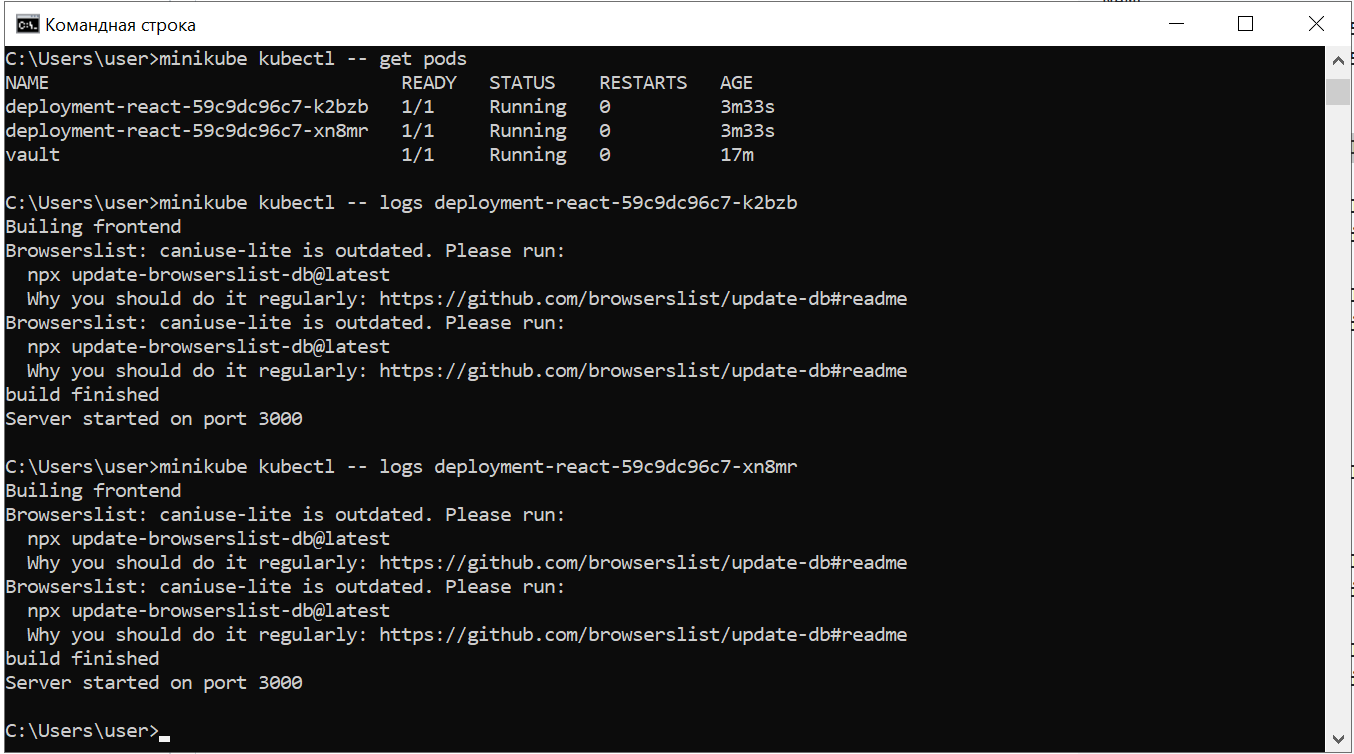 Командная строка
C:\Users\user>minikube kubectl -- get pods
NAME READY STATUS RESTARTS AGE
deployment-react-59c9dc96c7-k2bzb 1/1 Running 0 3m33s
deployment-react-59c9dc96c7-xn8mr 1/1 Running 0 3m33s
vault 1/1 Running 0 17m
C:\Users\user>minikube kubectl -- logs deployment-react-59c9dc96c7-k2bzb
Builing frontend
Browserslist: caniuse-lite is outdated. Please run:
  npx update-browserslist-db@latest
  Why you should do it regularly: https://github.com/browserslist/update-db#readme
Browserslist: caniuse-lite is outdated. Please run:
  npx update-browserslist-db@latest
  Why you should do it regularly: https://github.com/browserslist/update-db#readme
build finished
Server started on port 3000
C:\Users\user>minikube kubectl -- logs deployment-react-59c9dc96c7-xn8mr
Builing frontend
Browserslist: caniuse-lite is outdated. Please run:
  npx update-browserslist-db@latest
  Why you should do it regularly: https://github.com/browserslist/update-db#readme
Browserslist: caniuse-lite is outdated. Please run:
  npx update-browserslist-db@latest
  Why you should do it regularly: https://github.com/browserslist/update-db#readme
build finished
Server started on port 3000
C:\Users\user>